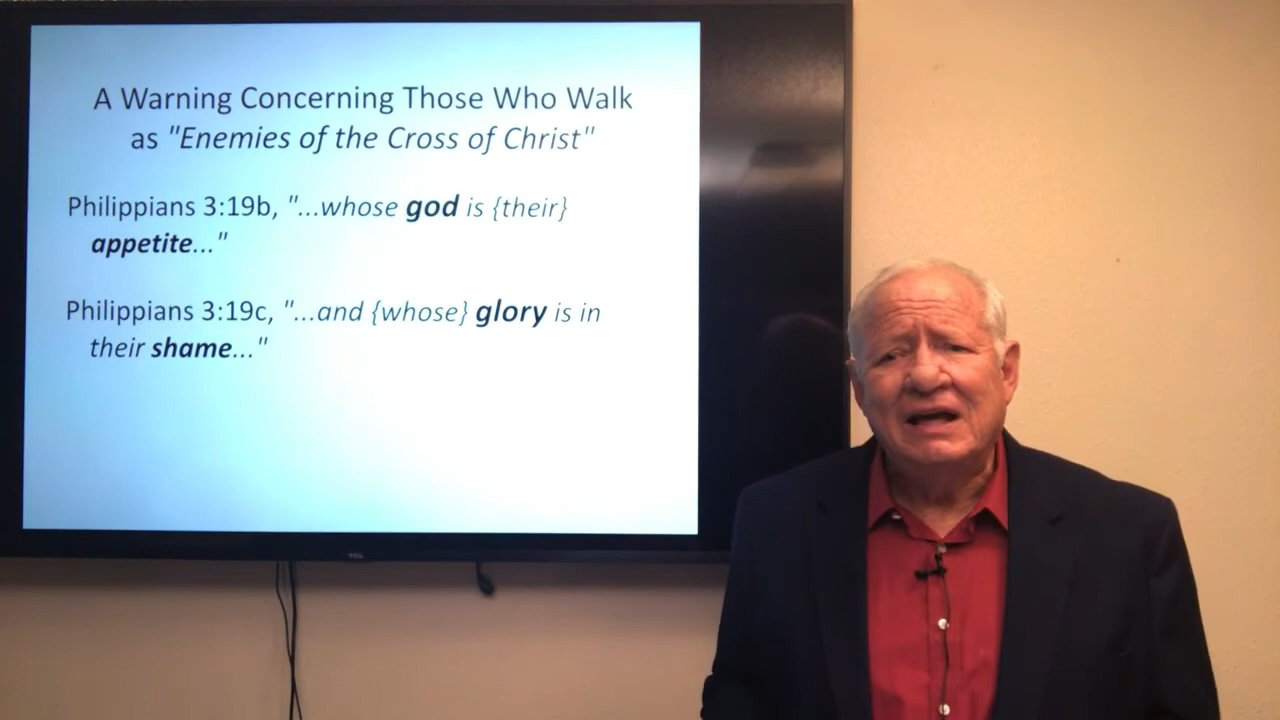 A Warning Concerning Those Who Walk
as "Enemies of the Cross of Christ"
Philippians 3:19b, "...whose god is {their}
appetite..."
Philippians 3:19c, "...and {whose} glory is in
their shame..."
TCL